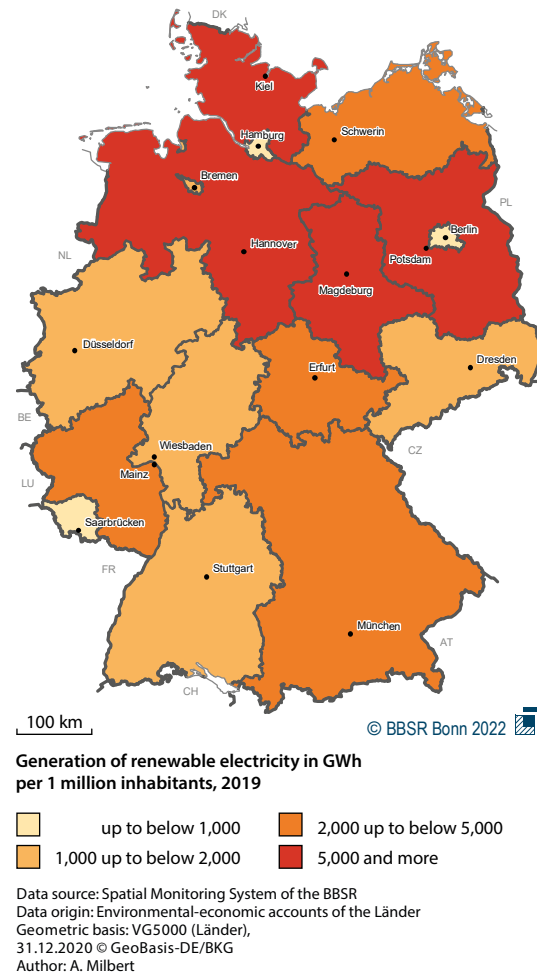 DK
Kiel
Hamburg
Schwerin
Bremen
PL
Berlin
NL
Hannover
Potsdam
Magdeburg
Düsseldorf
Erfurt
Dresden
BE
Wiesbaden
CZ
Mainz
LU
Saarbrücken
FR
Stuttgart
München
AT
CH
100 km
© BBSR Bonn 2022
Generation of renewable electricity in GWh
per 1 million inhabitants, 2019
up to below 1,000
2,000 up to below 5,000
1,000 up to below 2,000
5,000 and more
Data source: Spatial Monitoring System of the BBSR
Data origin: Environmental-economic accounts of the Länder
Geometric basis: VG5000 (Länder),
31.12.2020 © GeoBasis-DE/BKG
Author: A. Milbert